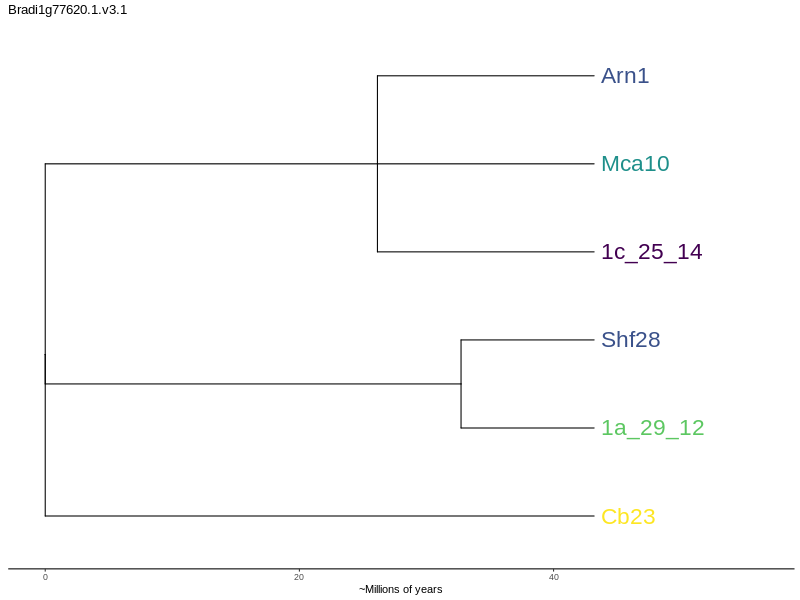 Bradi1g77620.1.v3.1
Arn1
Mca10
1c_25_14
Shf28
1a_29_12
Cb23
0 20 40
~Millions of years